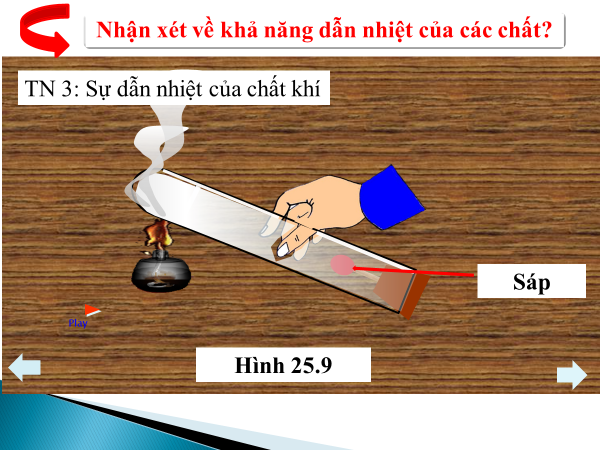 Nhận xét về khả năng dẫn nhiệt của các chất?
TN 3: Sự dẫn nhiệt của chất khí
Sáp
Play
Hình 25.9